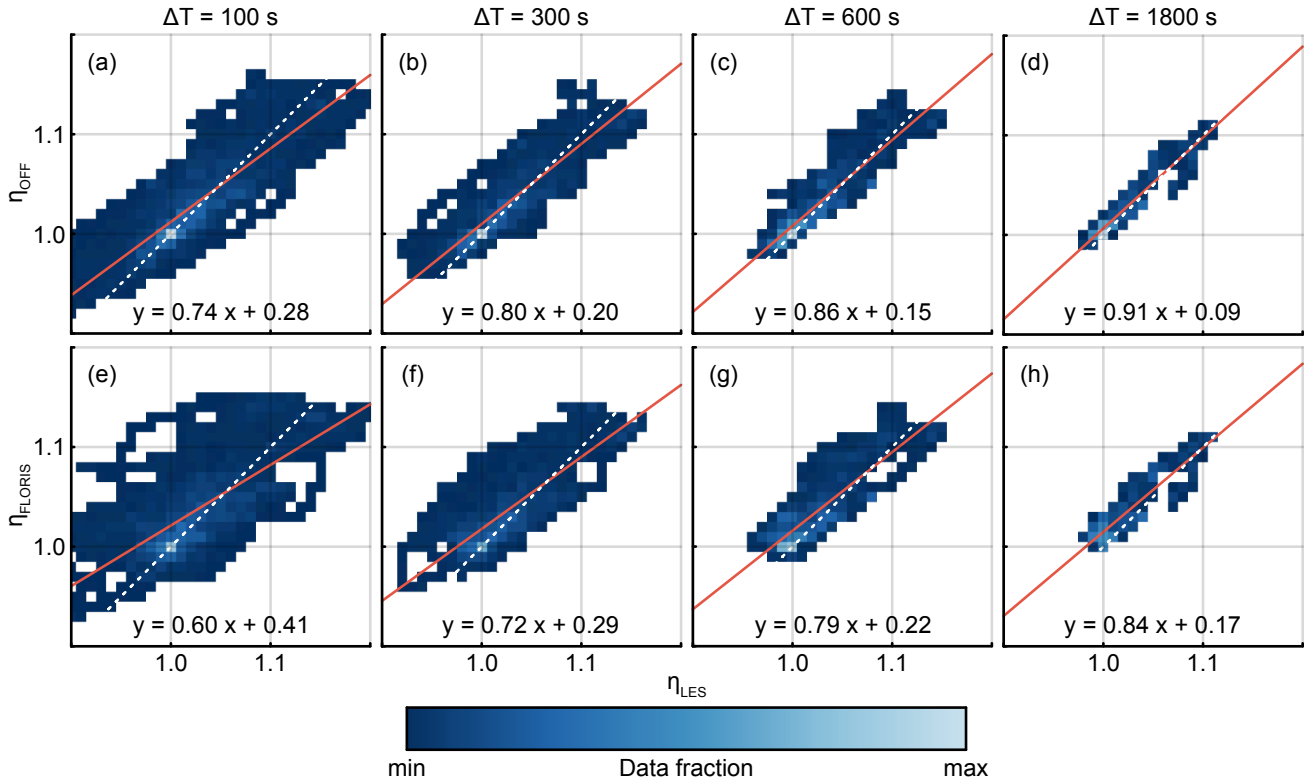 ΔT = 100 s ΔT = 300 s ΔT = 600 s ΔT = 1800 s
(a) (b) (c) (d)
1.1
η_OFF
1.0
y = 0.74 x + 0.28 y = 0.80 x + 0.20 y = 0.86 x + 0.15 y = 0.91 x + 0.09
(e) (f) (g) (h)
1.1
η_FLORIS
1.0
y = 0.60 x + 0.41 y = 0.72 x + 0.29 y = 0.79 x + 0.22 y = 0.84 x + 0.17
1.0 1.1 1.0 1.1 1.0 1.1 1.0 1.1
η_LES
min Data fraction max